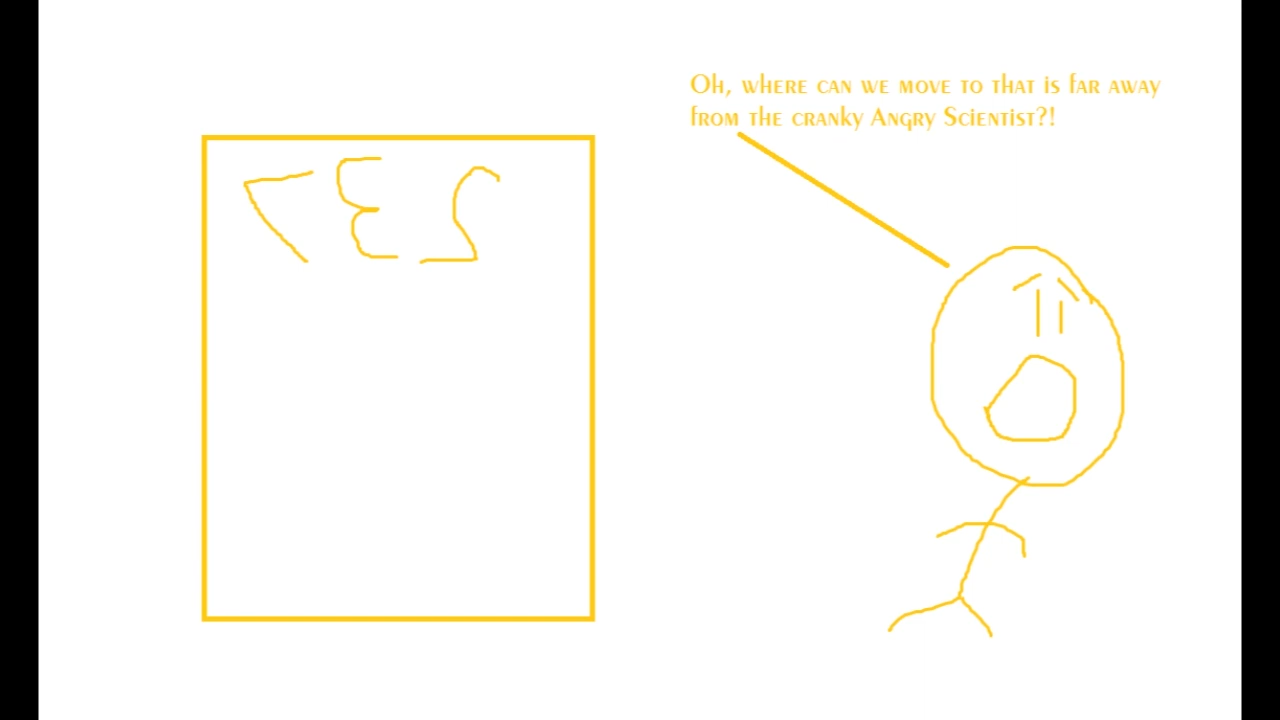 Oh, where can we move to that is far away
from the cranky Angry Scientist?!